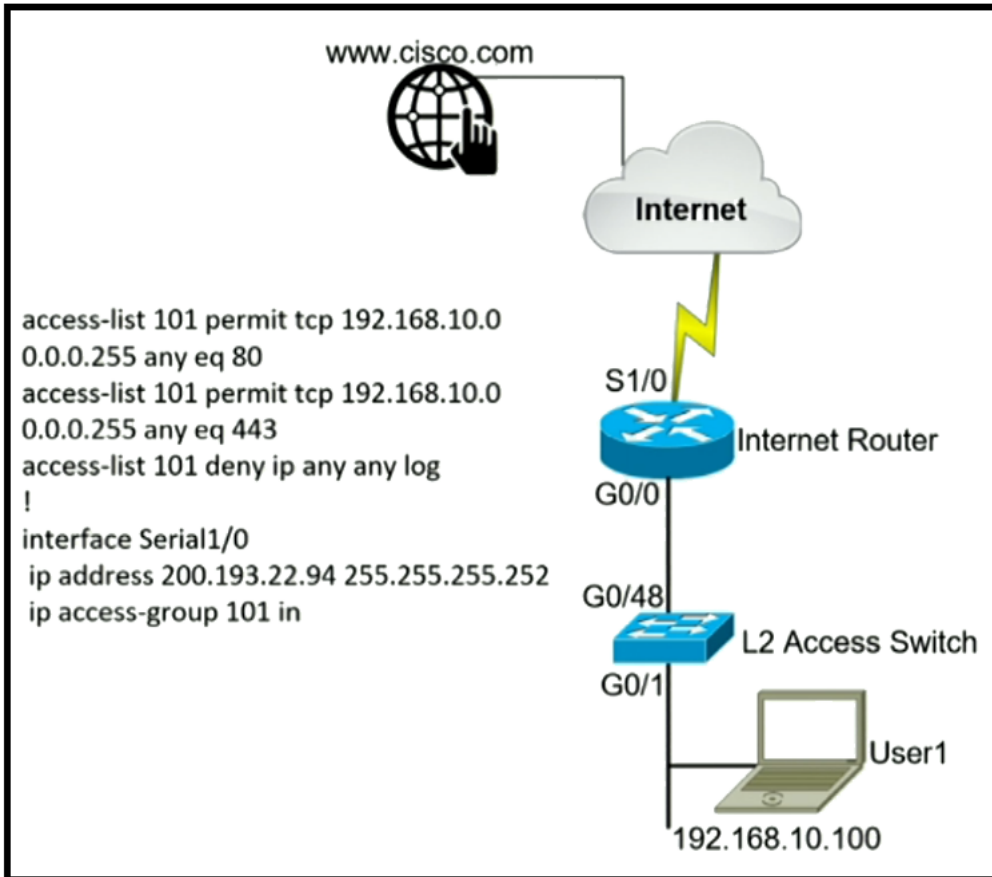 www.cisco.com
Internet
access-list 101 permit tcp 192.168.10.0
0.0.0.255 any eq 80
access-list 101 permit tcp 192.168.10.0
0.0.0.255 any eq 443
access-list 101 deny ip any any log
!
interface Serial1/0
ip address 200.193.22.94 255.255.255.252
ip access-group 101 in
S1/0
Internet Router
G0/0
G0/48
L2 Access Switch
G0/1
User1
192.168.10.100